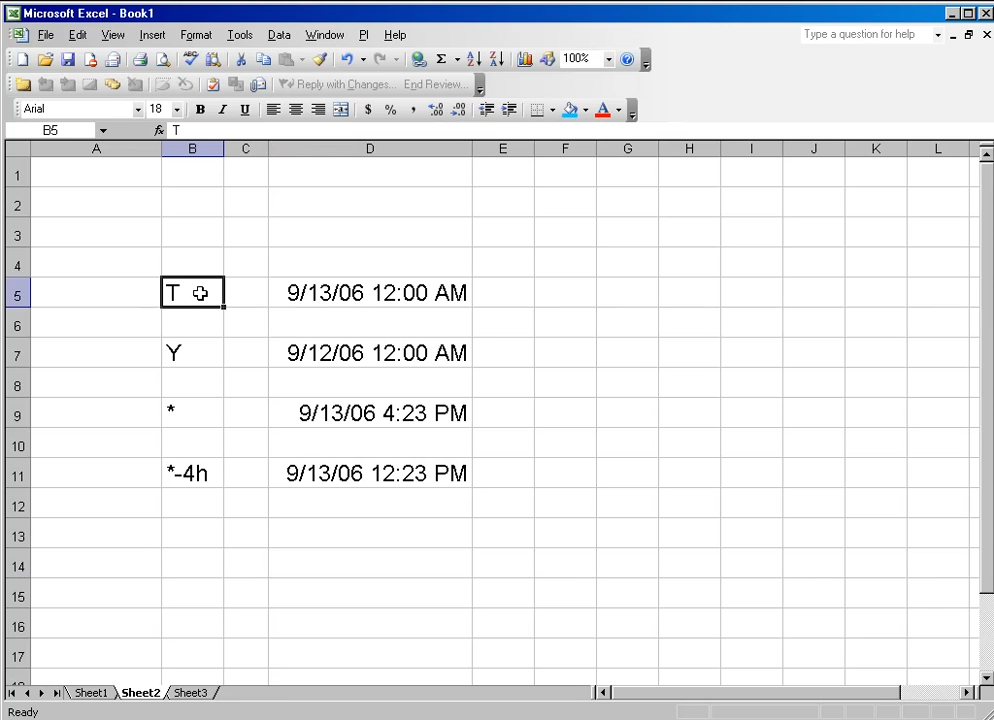 Microsoft Excel - Book1
File Edit View Insert Format Tools Data Window PI Help Type a question for help
100%
Reply with Changes... End Review...
Arial 18 B I U $ % ,
B5 fx T
A B C D E F G H I J K L
1
2
3
4
5 T 9/13/06 12:00 AM
6
7 Y 9/12/06 12:00 AM
8
9 * 9/13/06 4:23 PM
10
11 *-4h 9/13/06 12:23 PM
12
13
14
15
16
17
Sheet1 Sheet2 Sheet3
Ready